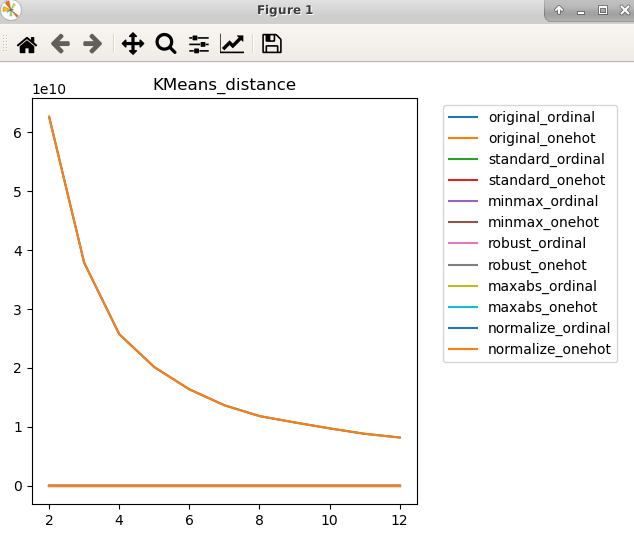 Figure 1
KMeans_distance
1e10
6
5
4
3
2
1
0
2 4 6 8 10 12
original_ordinal
original_onehot
standard_ordinal
standard_onehot
minmax_ordinal
minmax_onehot
robust_ordinal
robust_onehot
maxabs_ordinal
maxabs_onehot
normalize_ordinal
normalize_onehot